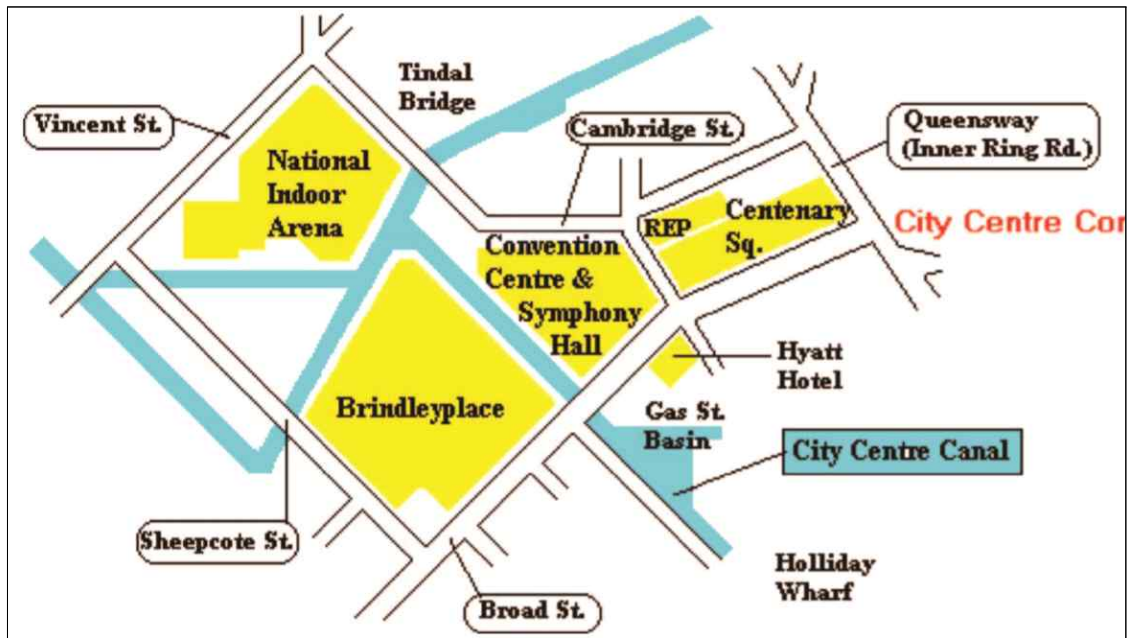 Tindal
Bridge
Vincent St.
Cambridge St.
Queensway
(Inner Ring Rd.)
National
Indoor
Arena
REP
Centenary
Sq.
City Centre Cor
Convention
Centre &
Symphony
Hall
Hyatt
Hotel
Brindleyplace
Gas St.
Basin
City Centre Canal
Sheepcote St.
Holliday
Wharf
Broad St.